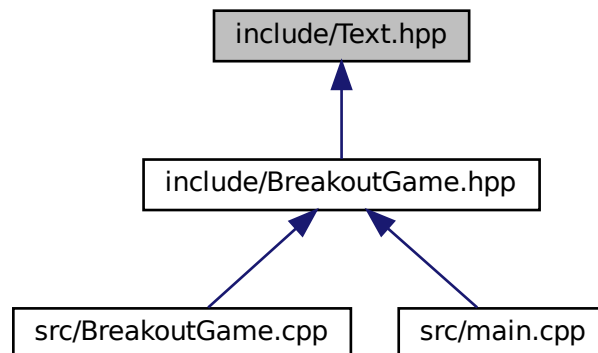 include/Text.hpp
include/BreakoutGame.hpp
src/BreakoutGame.cpp
src/main.cpp